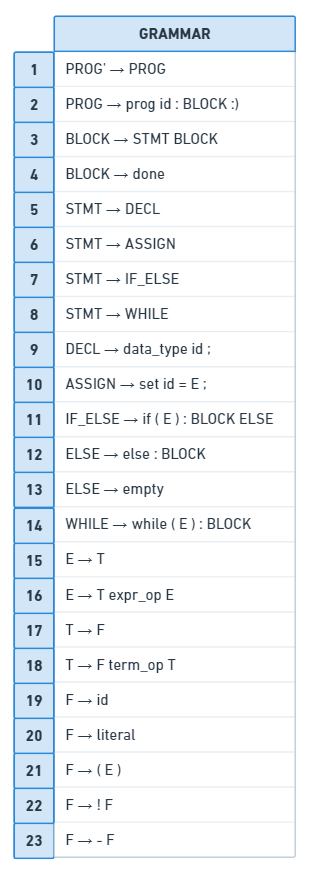 GRAMMAR
1 PROG' → PROG
2 PROG → prog id : BLOCK :)
3 BLOCK → STMT BLOCK
4 BLOCK → done
5 STMT → DECL
6 STMT → ASSIGN
7 STMT → IF_ELSE
8 STMT → WHILE
9 DECL → data_type id ;
10 ASSIGN → set id = E ;
11 IF_ELSE → if ( E ) : BLOCK ELSE
12 ELSE → else : BLOCK
13 ELSE → empty
14 WHILE → while ( E ) : BLOCK
15 E → T
16 E → T expr_op E
17 T → F
18 T → F term_op T
19 F → id
20 F → literal
21 F → ( E )
22 F → ! F
23 F → - F